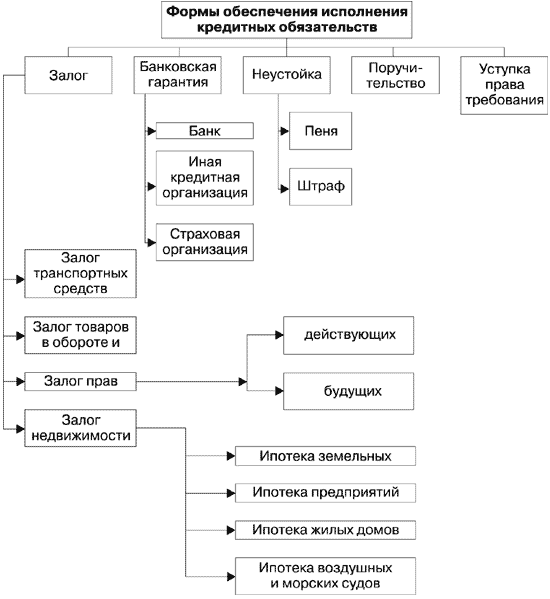 Формы обеспечения исполнения
кредитных обязательств
Залог
Банковская
гарантия
Неустойка
Поручи-
тельство
Уступка
права
требования
Банк
Иная
кредитная
организация
Страховая
организация
Пеня
Штраф
Залог
транспортных
средств
Залог товаров
в обороте и
Залог прав
действующих
будущих
Залог
недвижимости
Ипотека земельных
Ипотека предприятий
Ипотека жилых домов
Ипотека воздушных
и морских судов